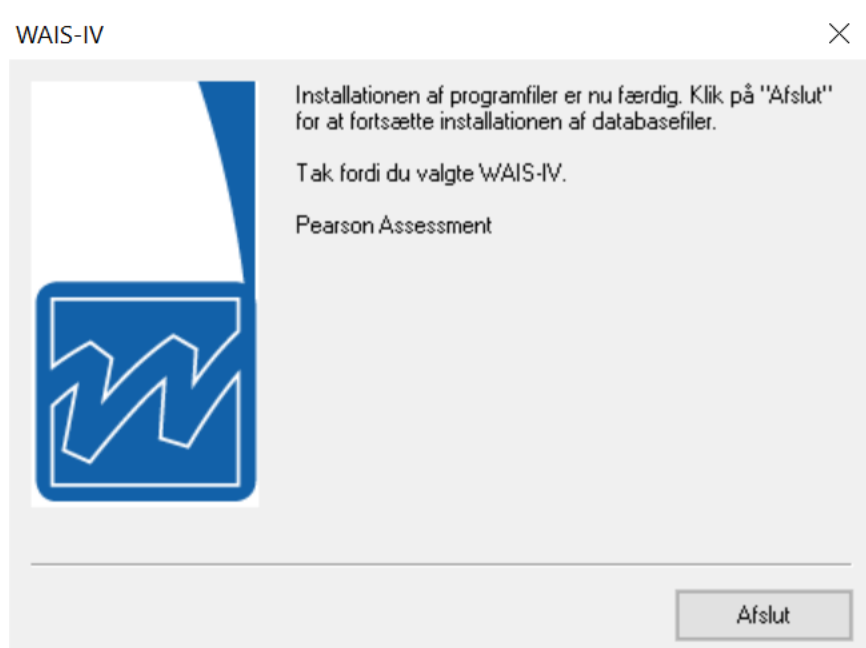 WAIS-IV
Installationen af programfiler er nu færdig. Klik på "Afslut"
for at fortsætte installationen af databasefiler.
Tak fordi du valgte WAIS-IV.
Pearson Assessment
Afslut